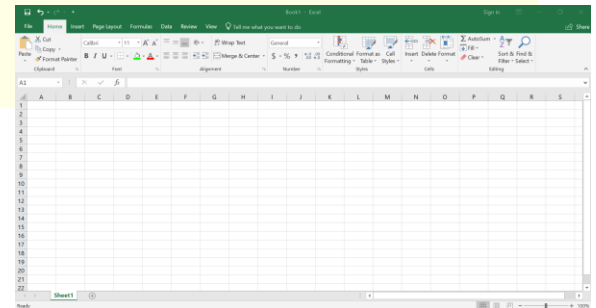 Book1 - Excel
Sign in
File Home Insert Page Layout Formulas Data Review View Tell me what you want to do Share
Cut
Copy
Format Painter
Paste
Calibri 11
B I U
Wrap Text
Merge & Center
General
$ % ,
Conditional Formatting
Format as Table
Cell Styles
Insert Delete Format
AutoSum
Fill
Clear
Sort & Filter
Find & Select
Clipboard Font Alignment Number Styles Cells Editing
A1 fx
A B C D E F G H I J K L M N O P Q R S
1
2
3
4
5
6
7
8
9
10
11
12
13
14
15
16
17
18
19
20
21
22
Sheet1
Ready 100%